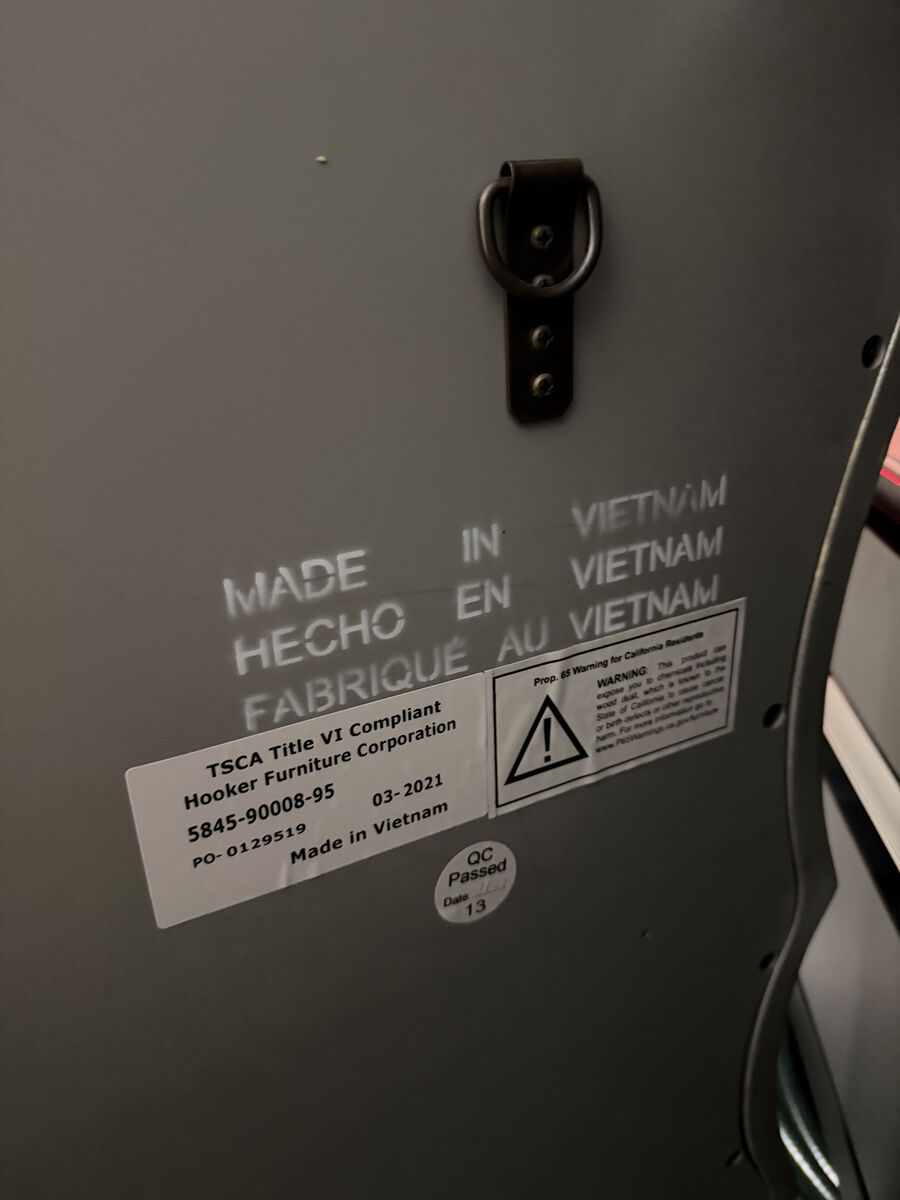 MADE IN VIETNAM
HECHO EN VIETNAM
FABRIQUÉ AU VIETNAM
TSCA Title VI Compliant
Hooker Furniture Corporation
5845-90008-95 03-2021
PO- 0129519
Made in Vietnam
Prop. 65 Warning for California Residents
WARNING: This product can
expose you to chemicals including
wood dust, which is known to the
State of California to cause cancer
or birth defects or other reproductive
harm. For more information go to
www.P65Warnings.ca.gov/furniture
QC
Passed
Date:
13